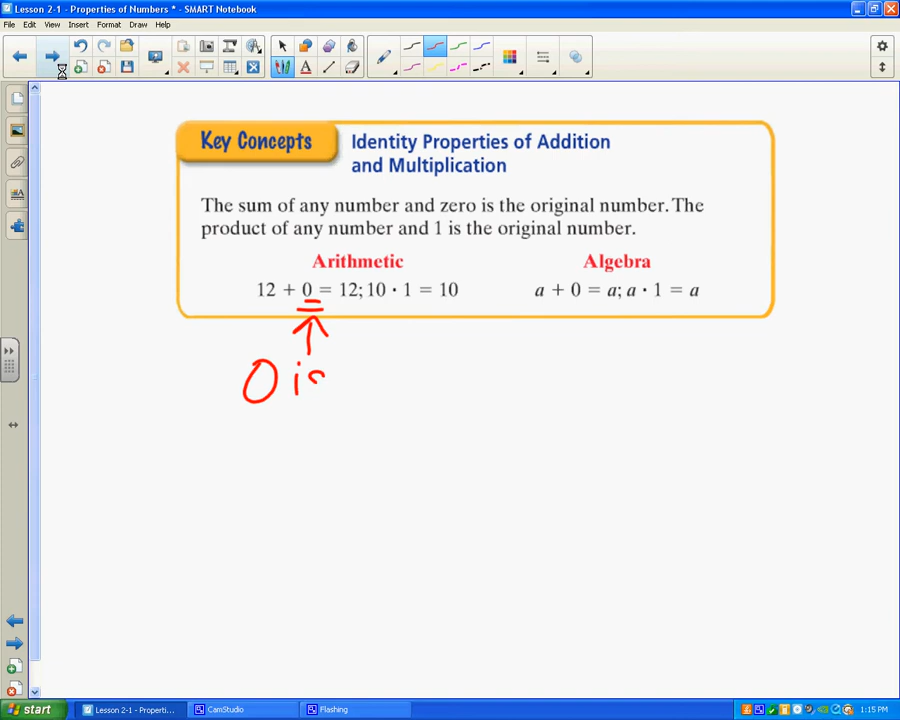 Lesson 2-1 - Properties of Numbers * - SMART Notebook
File Edit View Insert Format Draw Help
Key Concepts
Identity Properties of Addition
and Multiplication
The sum of any number and zero is the original number. The
product of any number and 1 is the original number.
Arithmetic
Algebra
12 + 0 = 12; 10 · 1 = 10
a + 0 = a; a · 1 = a
0 is
start
Lesson 2-1 - Properti...
CamStudio
Flashing
1:15 PM